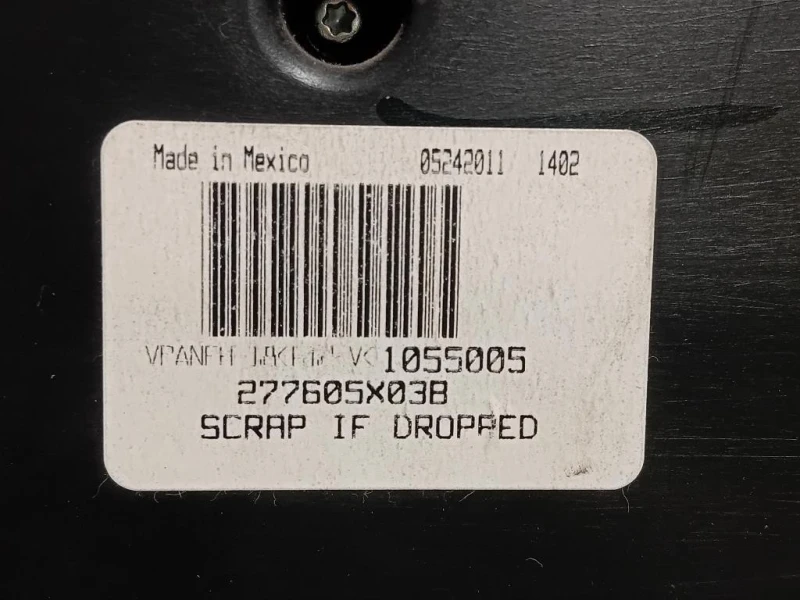 Made in Mexico 05242011 1402
1055005
277605X03B
SCRAP IF DROPPED